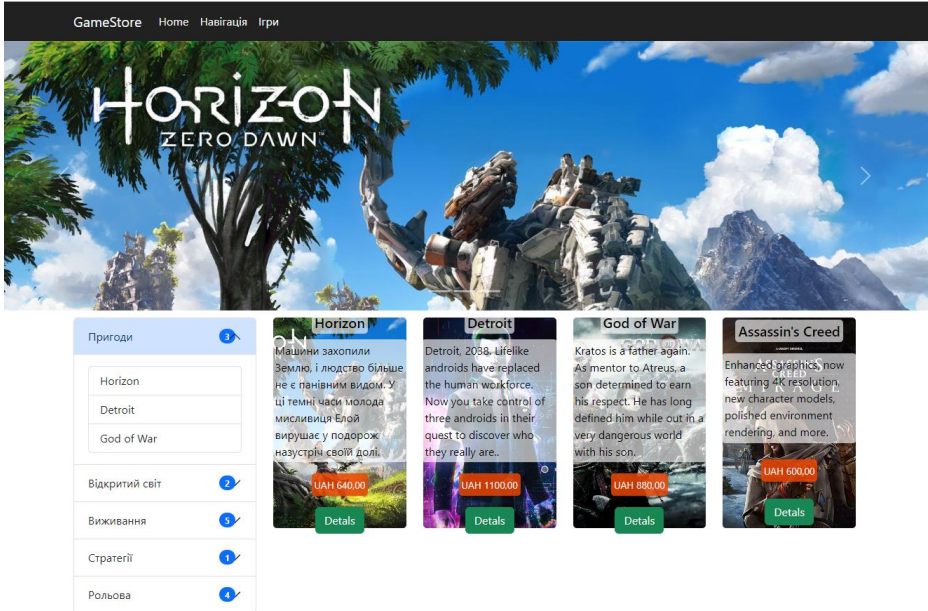 GameStore Home Навігація Ігри
HORIZON
ZERO DAWN
Пригоди 3
Horizon
Detroit
God of War
Відкритий світ 2
Виживання 5
Стратегії 1
Рольова 4
Horizon
Машини захопили
Землю, і людство більше
не є панівним видом. У
ці темні часи молода
мисливиця Елой
вирушає у подорож
назустріч своїй долі.
UAH 640,00
Detals
Detroit
Detroit, 2038. Lifelike
androids have replaced
the human workforce.
Now you take control of
three androids in their
quest to discover who
they really are..
UAH 1100,00
Detals
God of War
Kratos is a father again.
As mentor to Atreus, a
son determined to earn
his respect. He has long
defined him while out in a
very dangerous world
with his son.
UAH 880,00
Detals
Assassin's Creed
Enhanced graphics, now
featuring 4K resolution,
new character models,
polished environment
rendering, and more.
UAH 600,00
Detals